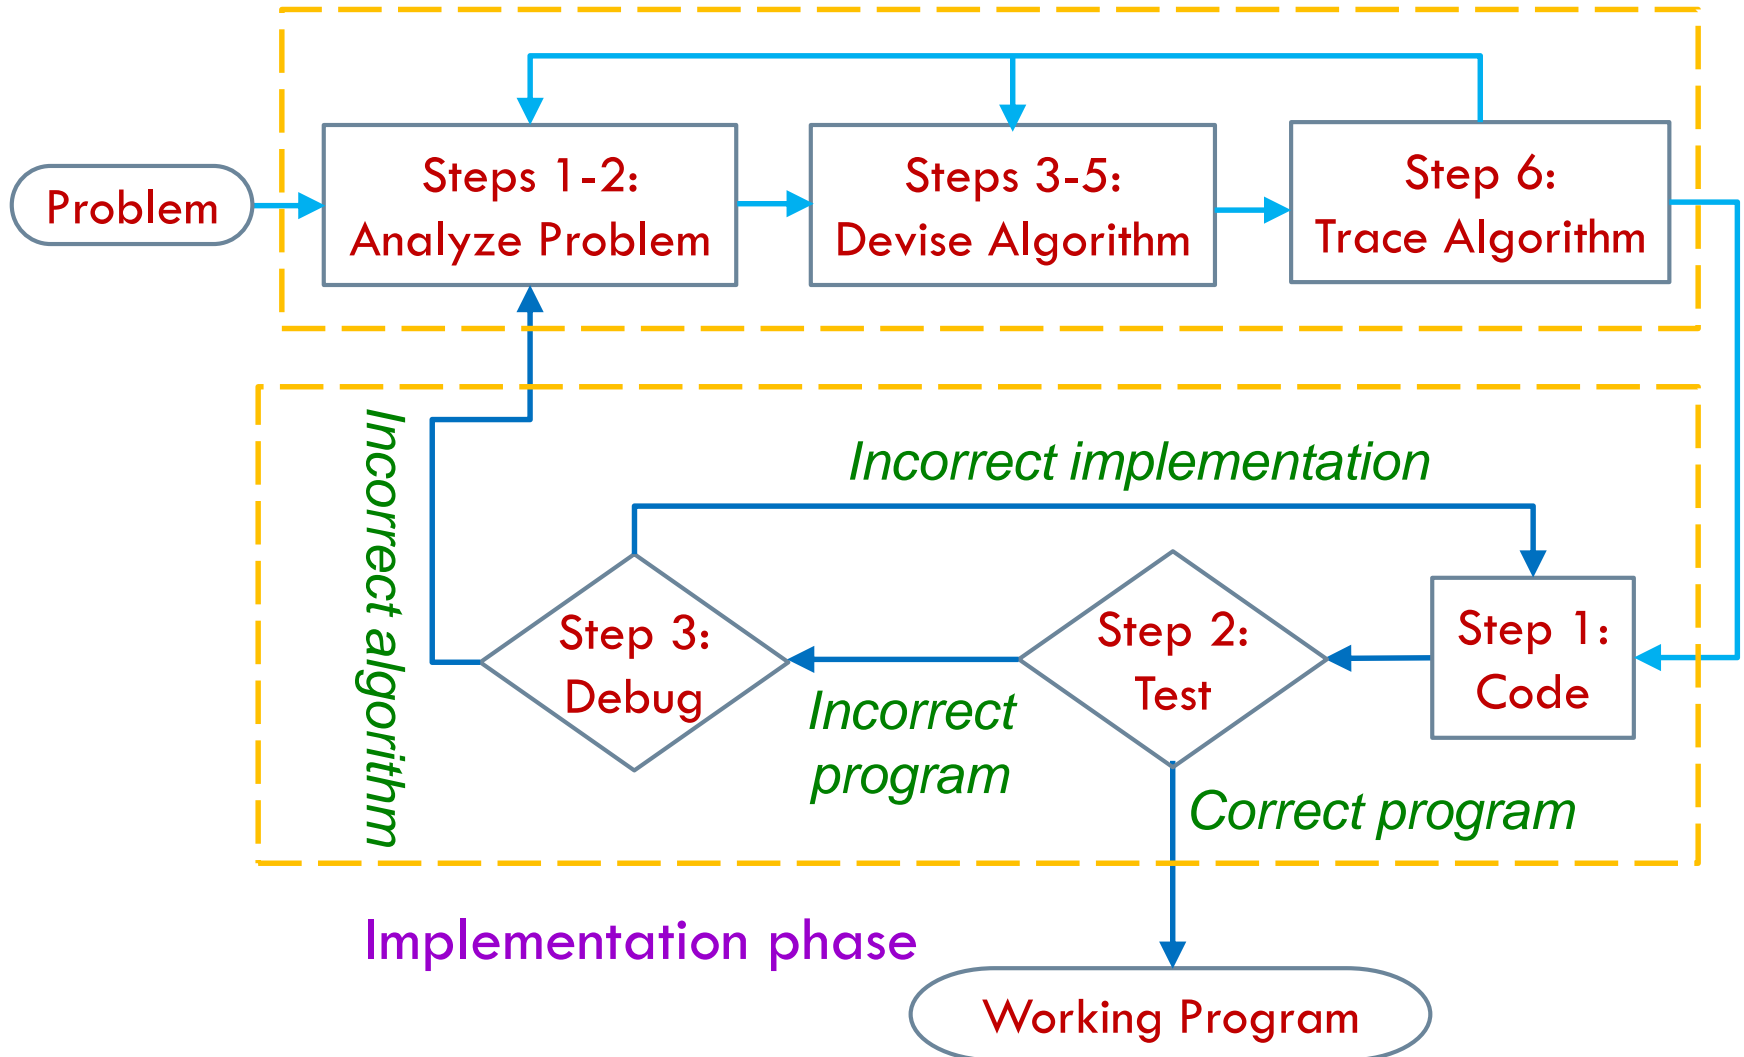 Problem
Steps 1-2:
Analyze Problem
Steps 3-5:
Devise Algorithm
Step 6:
Trace Algorithm
Incorrect algorithm
Incorrect implementation
Step 3:
Debug
Incorrect
program
Step 2:
Test
Step 1:
Code
Correct program
Implementation phase
Working Program